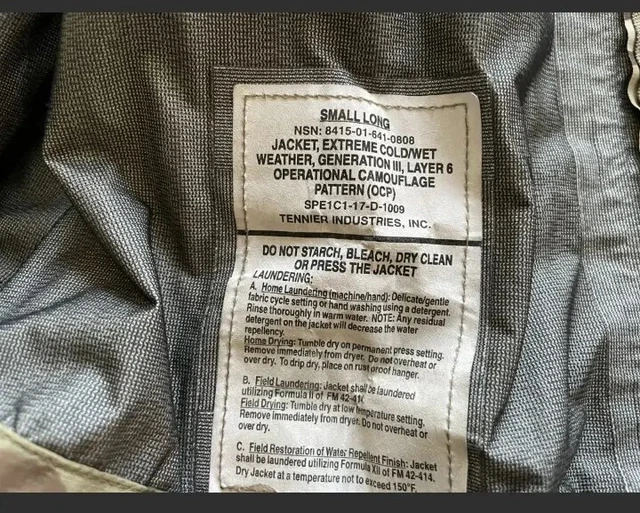 SMALL LONG
NSN: 8415-01-641-0808
JACKET, EXTREME COLD/WET
WEATHER, GENERATION III, LAYER 6
OPERATIONAL CAMOUFLAGE
PATTERN (OCP)
SPE1C1-17-D-1009
TENNIER INDUSTRIES, INC.
DO NOT STARCH, BLEACH, DRY CLEAN
OR PRESS THE JACKET
LAUNDERING:
A. Home Laundering (machine/hand): Delicate/gentle
fabric cycle setting or hand washing using a detergent.
Rinse thoroughly in warm water. NOTE: Any residual
detergent on the jacket will decrease the water
repellency.
Home Drying: Tumble dry on permanent press setting.
Remove immediately from dryer. Do not overheat or
over dry. To drip dry, place on rust proof hanger.
B. Field Laundering: Jacket shall be laundered
utilizing Formula II of FM 42-414
Field Drying: Tumble dry at low temperature setting.
Remove immediately from dryer. Do not overheat or
over dry.
C. Field Restoration of Water Repellent Finish: Jacket
shall be laundered utilizing Formula XII of FM 42-414.
Dry Jacket at a temperature not to exceed 150°F.